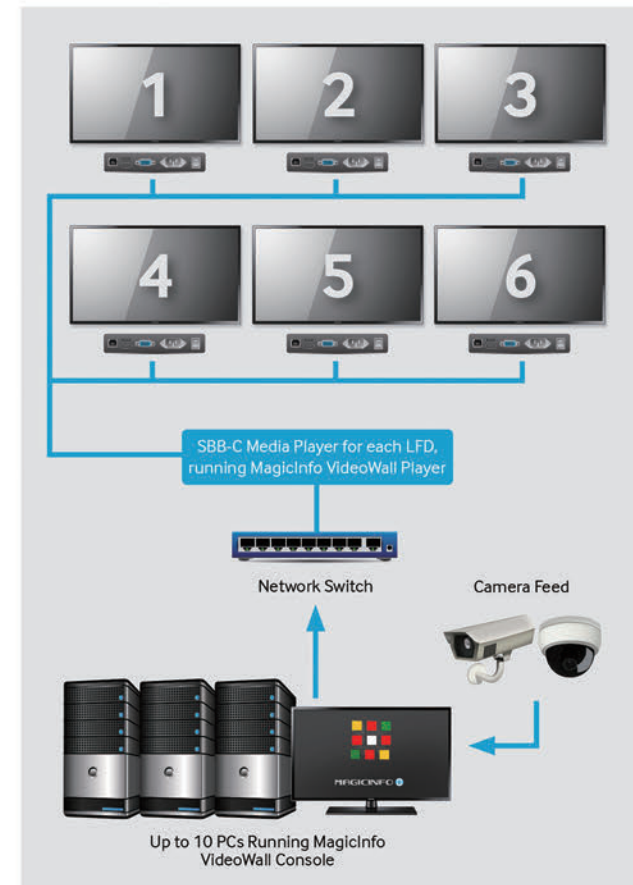 1
2
3
4
5
6
SBB-C Media Player for each LFD,
running MagicInfo VideoWall Player
Network Switch
Camera Feed
MAGICINFO
Up to 10 PCs Running MagicInfo
VideoWall Console